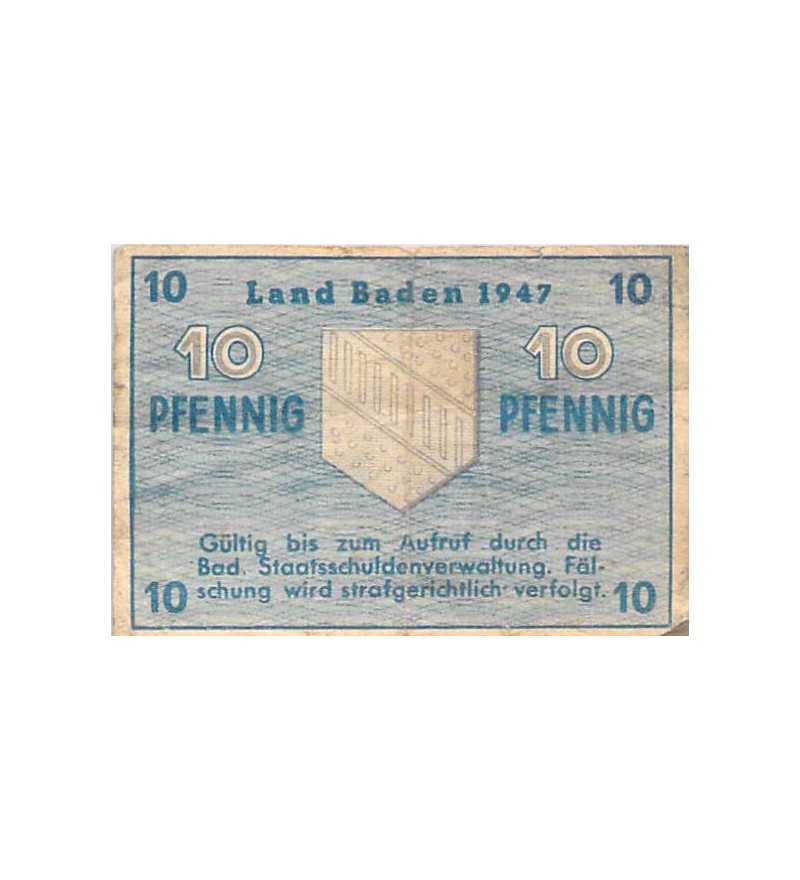 10 Land Baden 1947 10
10 10
PFENNIG PFENNIG
Gültig bis zum Aufruf durch die
Bad. Staatsschuldenverwaltung. Fäl-
10 schung wird strafgerichtlich verfolgt. 10